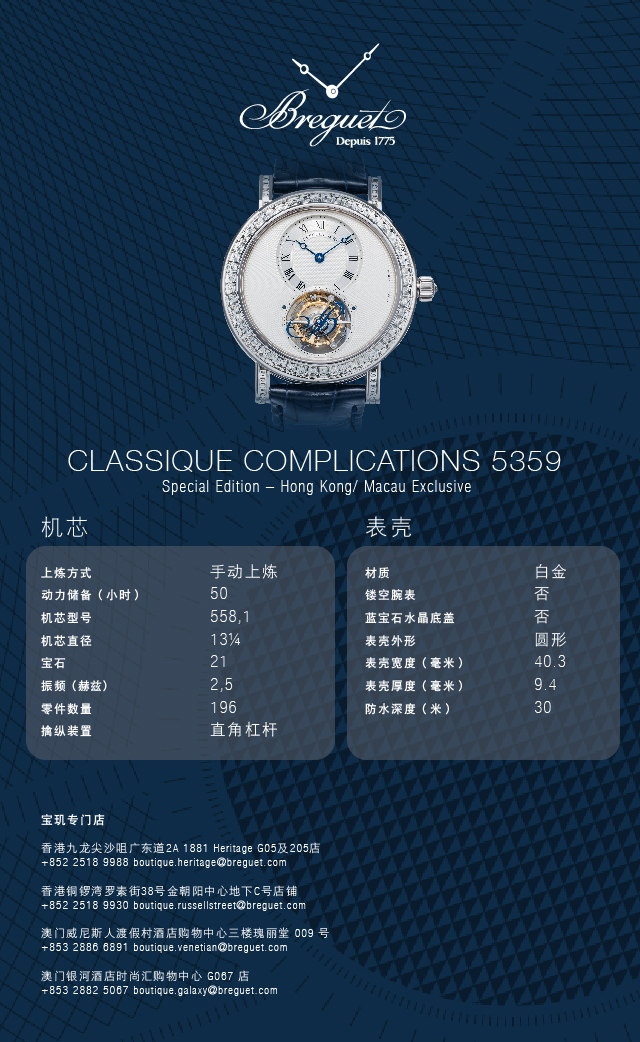 Breguet
Depuis 1775
CLASSIQUE COMPLICATIONS 5359
Special Edition – Hong Kong/ Macau Exclusive
机芯
上炼方式 手动上炼
动力储备（小时） 50
机芯型号 558,1
机芯直径 13¼
宝石 21
振频（赫兹） 2,5
零件数量 196
擒纵装置 直角杠杆
表壳
材质 白金
镂空腕表 否
蓝宝石水晶底盖 否
表壳外形 圆形
表壳宽度（毫米） 40.3
表壳厚度（毫米） 9.4
防水深度（米） 30
宝玑专门店
香港九龙尖沙咀广东道2A 1881 Heritage G05及205店
+852 2518 9988 boutique.heritage@breguet.com
香港铜锣湾罗素街38号金朝阳中心地下C号店铺
+852 2518 9930 boutique.russellstreet@breguet.com
澳门威尼斯人渡假村酒店购物中心三楼瑰丽堂 009 号
+853 2886 6891 boutique.venetian@breguet.com
澳门银河酒店时尚汇购物中心 G067 店
+853 2882 5067 boutique.galaxy@breguet.com